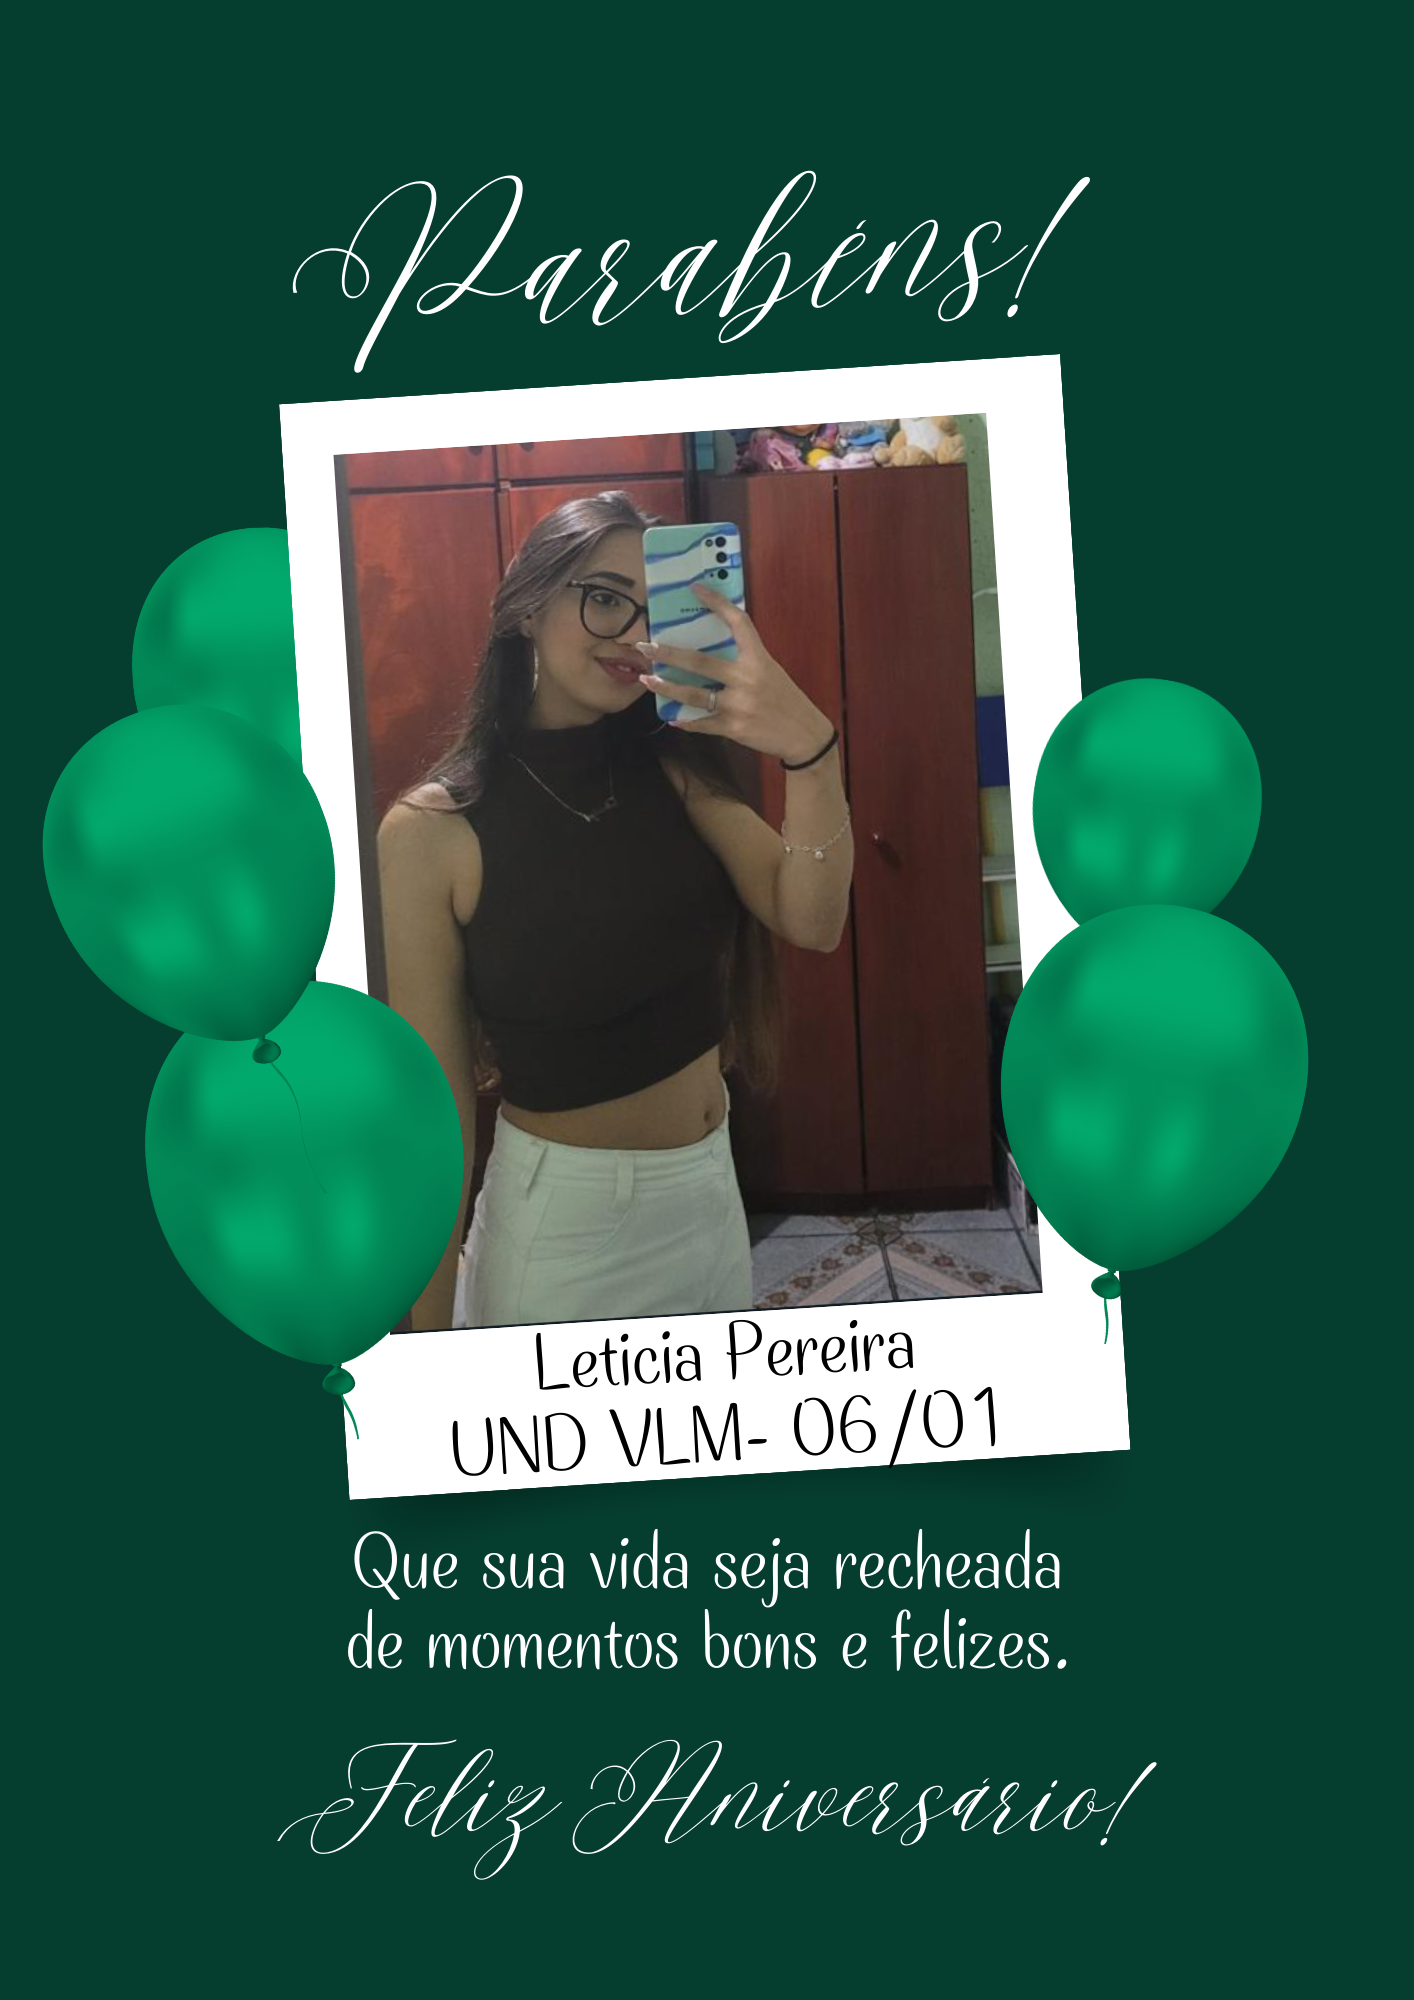 Parabéns!
Leticia Pereira
UND VLM- 06/01
Que sua vida seja recheada
de momentos bons e felizes.
Feliz Aniversário!